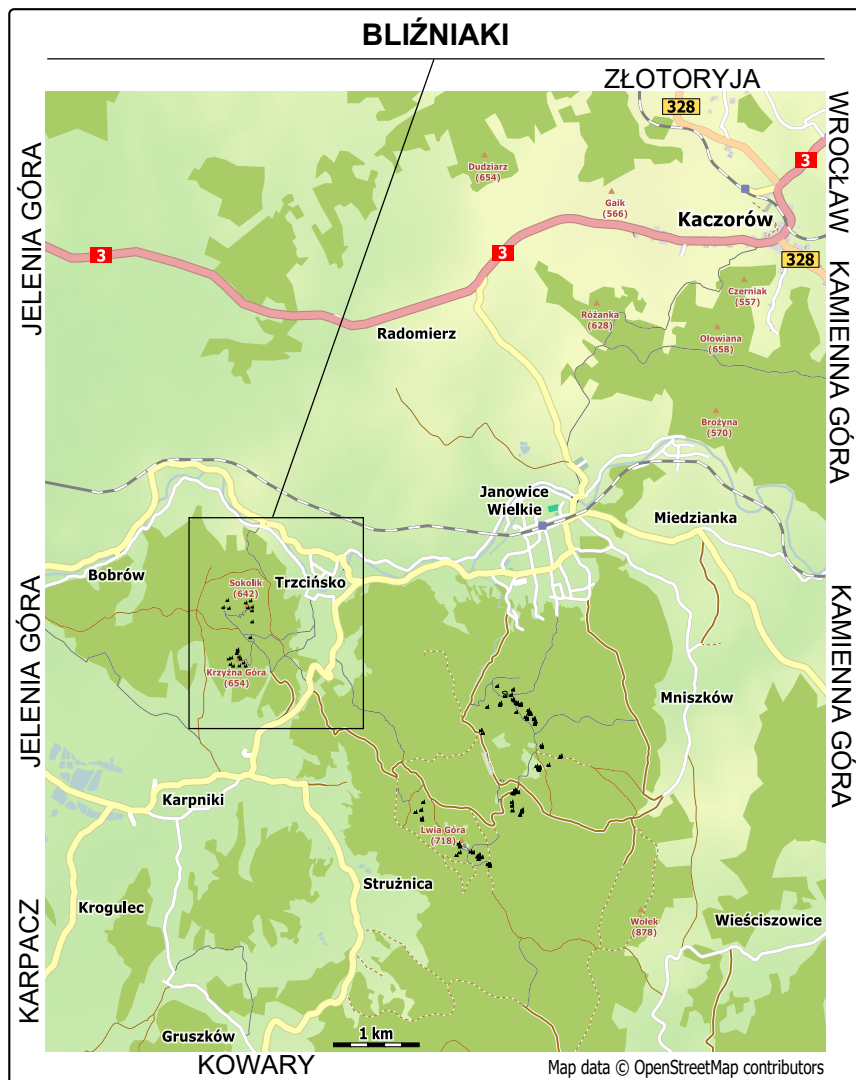 BLIŹNIAKI
ZŁOTORYJA
328
WROCŁAW
3
Dudziarz
(654)
Gaik
(566)
Kaczorów
JELENIA GÓRA
3
3
328
KAMIENNA GÓRA
Czerniak
(557)
Różanka
(628)
Ołowiana
(658)
Radomierz
Brożyna
(570)
Janowice
Wielkie
Miedzianka
Bobrów
Sokolik
(642)
Trzcińsko
JELENIA GÓRA
KAMIENNA GÓRA
Krzyżna Góra
(654)
Mniszków
Karpniki
Lwia Góra
(718)
Strużnica
Krogulec
KARPACZ
Wołek
(878)
Wieściszowice
Gruszków
1 km
KOWARY
Map data © OpenStreetMap contributors